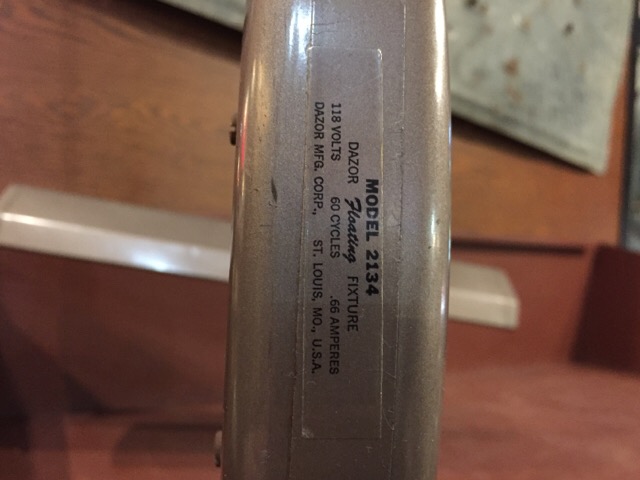 MODEL 2134
DAZOR Floating FIXTURE
118 VOLTS 60 CYCLES .66 AMPERES
DAZOR MFG. CORP., ST. LOUIS, MO., U.S.A.